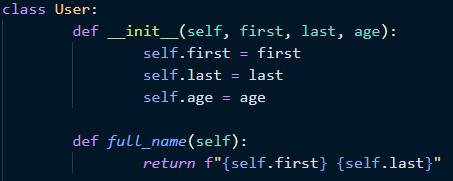 class User:
def __init__(self, first, last, age):
self.first = first
self.last = last
self.age = age
def full_name(self):
return f"{self.first} {self.last}"